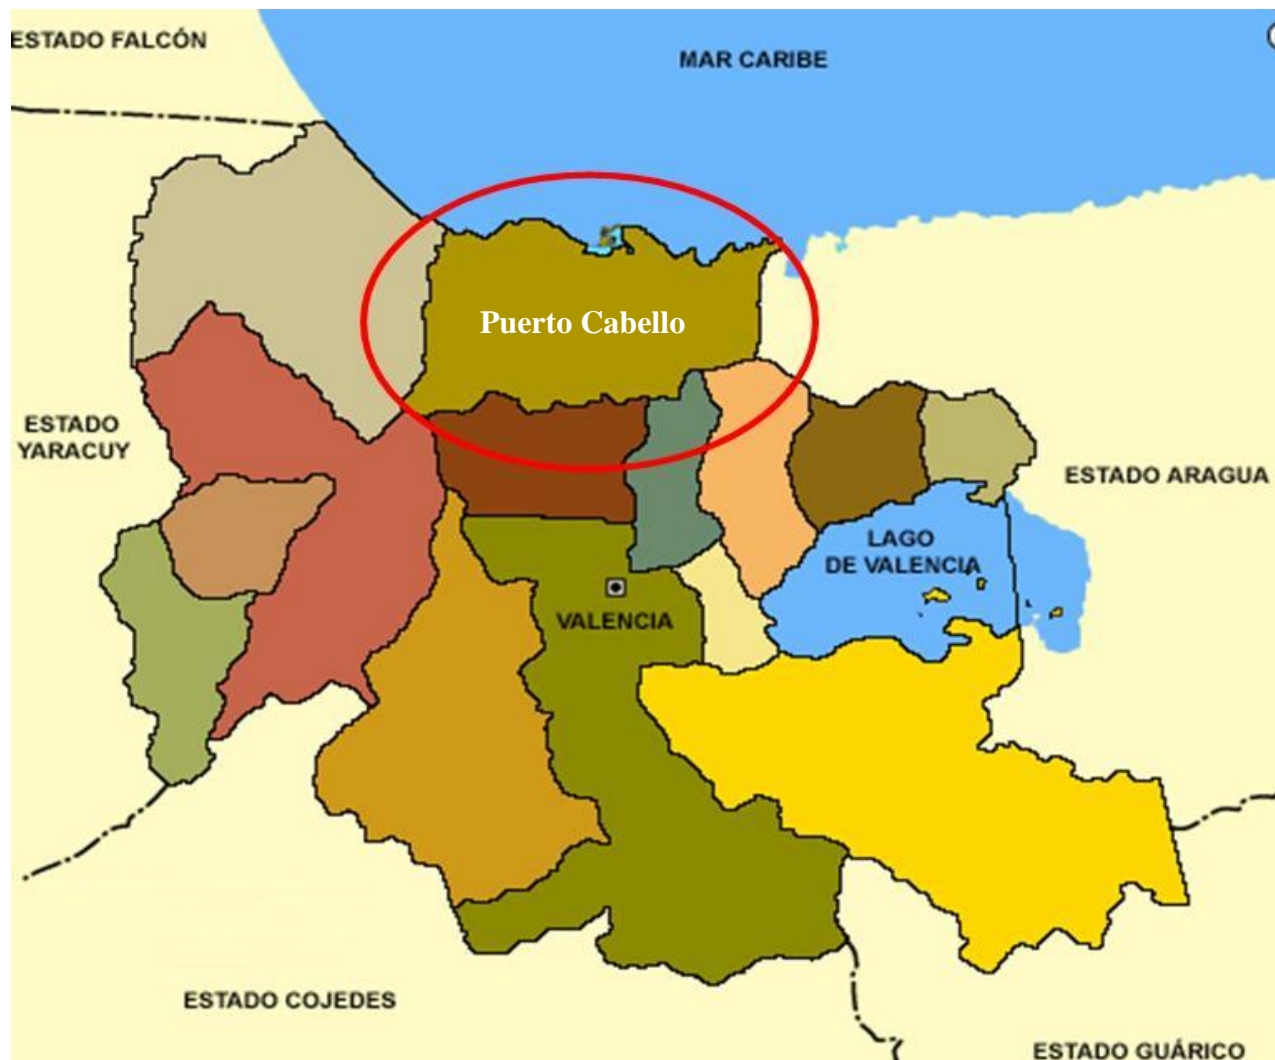 ESTADO FALCÓN
MAR CARIBE
Puerto Cabello
ESTADO
YARACUY
ESTADO ARAGUA
LAGO
DE VALENCIA
VALENCIA
ESTADO COJEDES
ESTADO GUÁRICO